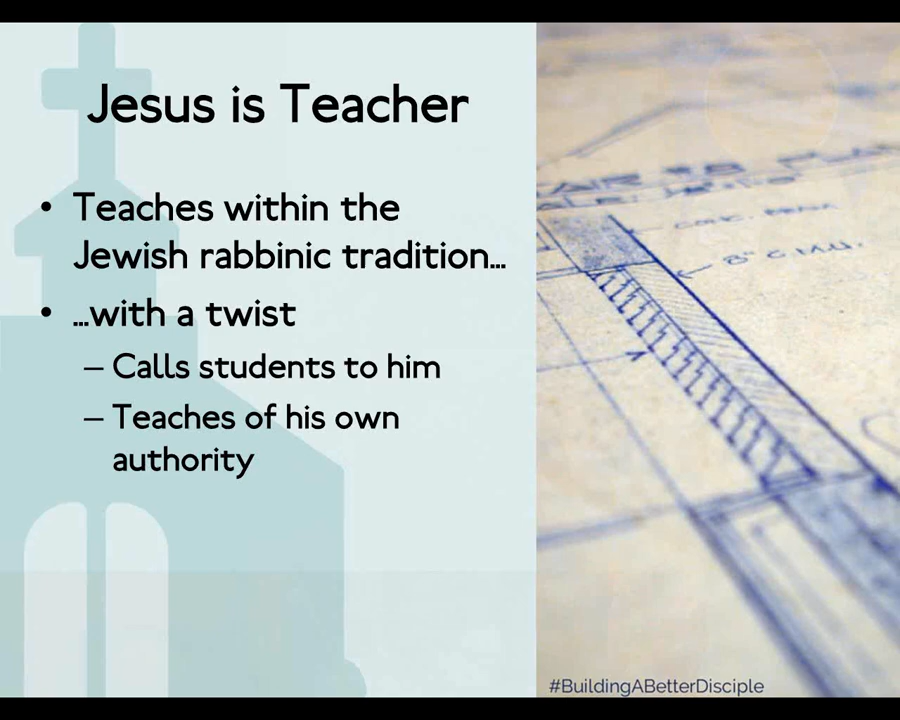 Jesus is Teacher
• Teaches within the
Jewish rabbinic tradition...
• ...with a twist
– Calls students to him
– Teaches of his own
authority
8" C.M.U.
#BuildingABetterDisciple